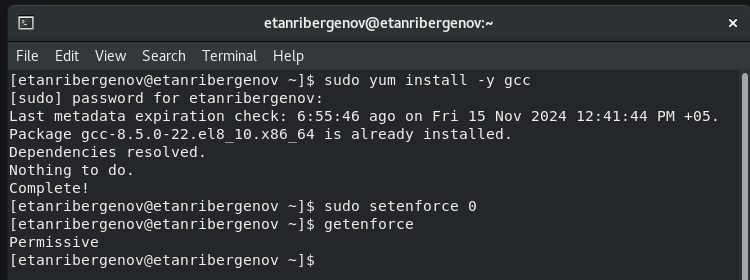 etanribergenov@etanribergenov:~
File Edit View Search Terminal Help
[etanribergenov@etanribergenov ~]$ sudo yum install -y gcc
[sudo] password for etanribergenov:
Last metadata expiration check: 6:55:46 ago on Fri 15 Nov 2024 12:41:44 PM +05.
Package gcc-8.5.0-22.el8_10.x86_64 is already installed.
Dependencies resolved.
Nothing to do.
Complete!
[etanribergenov@etanribergenov ~]$ sudo setenforce 0
[etanribergenov@etanribergenov ~]$ getenforce
Permissive
[etanribergenov@etanribergenov ~]$